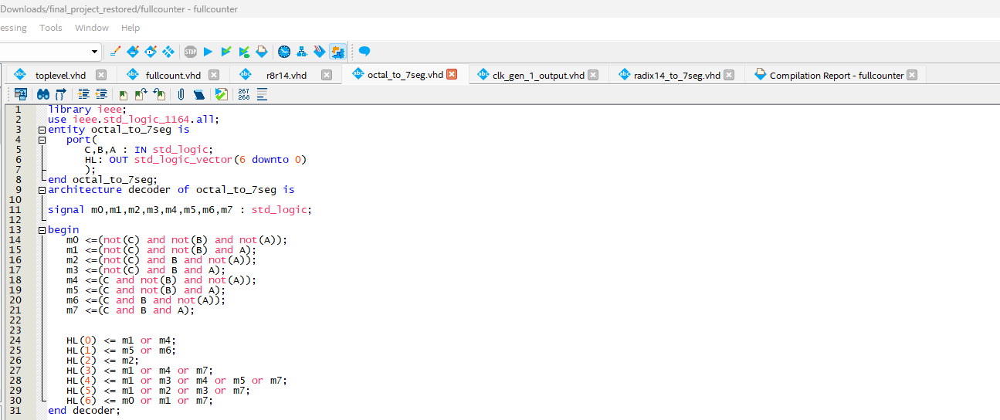 Downloads/final_project_restored/fullcounter - fullcounter
essing Tools Window Help
toplevel.vhd fullcount.vhd r8r14.vhd octal_to_7seg.vhd clk_gen_1_output.vhd radix14_to_7seg.vhd Compilation Report - fullcounter
267
268
1 library ieee;
2 use ieee.std_logic_1164.all;
3 entity octal_to_7seg is
4 port(
5 C,B,A : IN std_logic;
6 HL: OUT std_logic_vector(6 downto 0)
7 );
8 end octal_to_7seg;
9 architecture decoder of octal_to_7seg is
10
11 signal m0,m1,m2,m3,m4,m5,m6,m7 : std_logic;
12
13 begin
14 m0 <=(not(C) and not(B) and not(A));
15 m1 <=(not(C) and not(B) and A);
16 m2 <=(not(C) and B and not(A));
17 m3 <=(not(C) and B and A);
18 m4 <=(C and not(B) and not(A));
19 m5 <=(C and not(B) and A);
20 m6 <=(C and B and not(A));
21 m7 <=(C and B and A);
22
23
24 HL(0) <= m1 or m4;
25 HL(1) <= m5 or m6;
26 HL(2) <= m2;
27 HL(3) <= m1 or m4 or m7;
28 HL(4) <= m1 or m3 or m4 or m5 or m7;
29 HL(5) <= m1 or m2 or m3 or m7;
30 HL(6) <= m0 or m1 or m7;
31 end decoder;